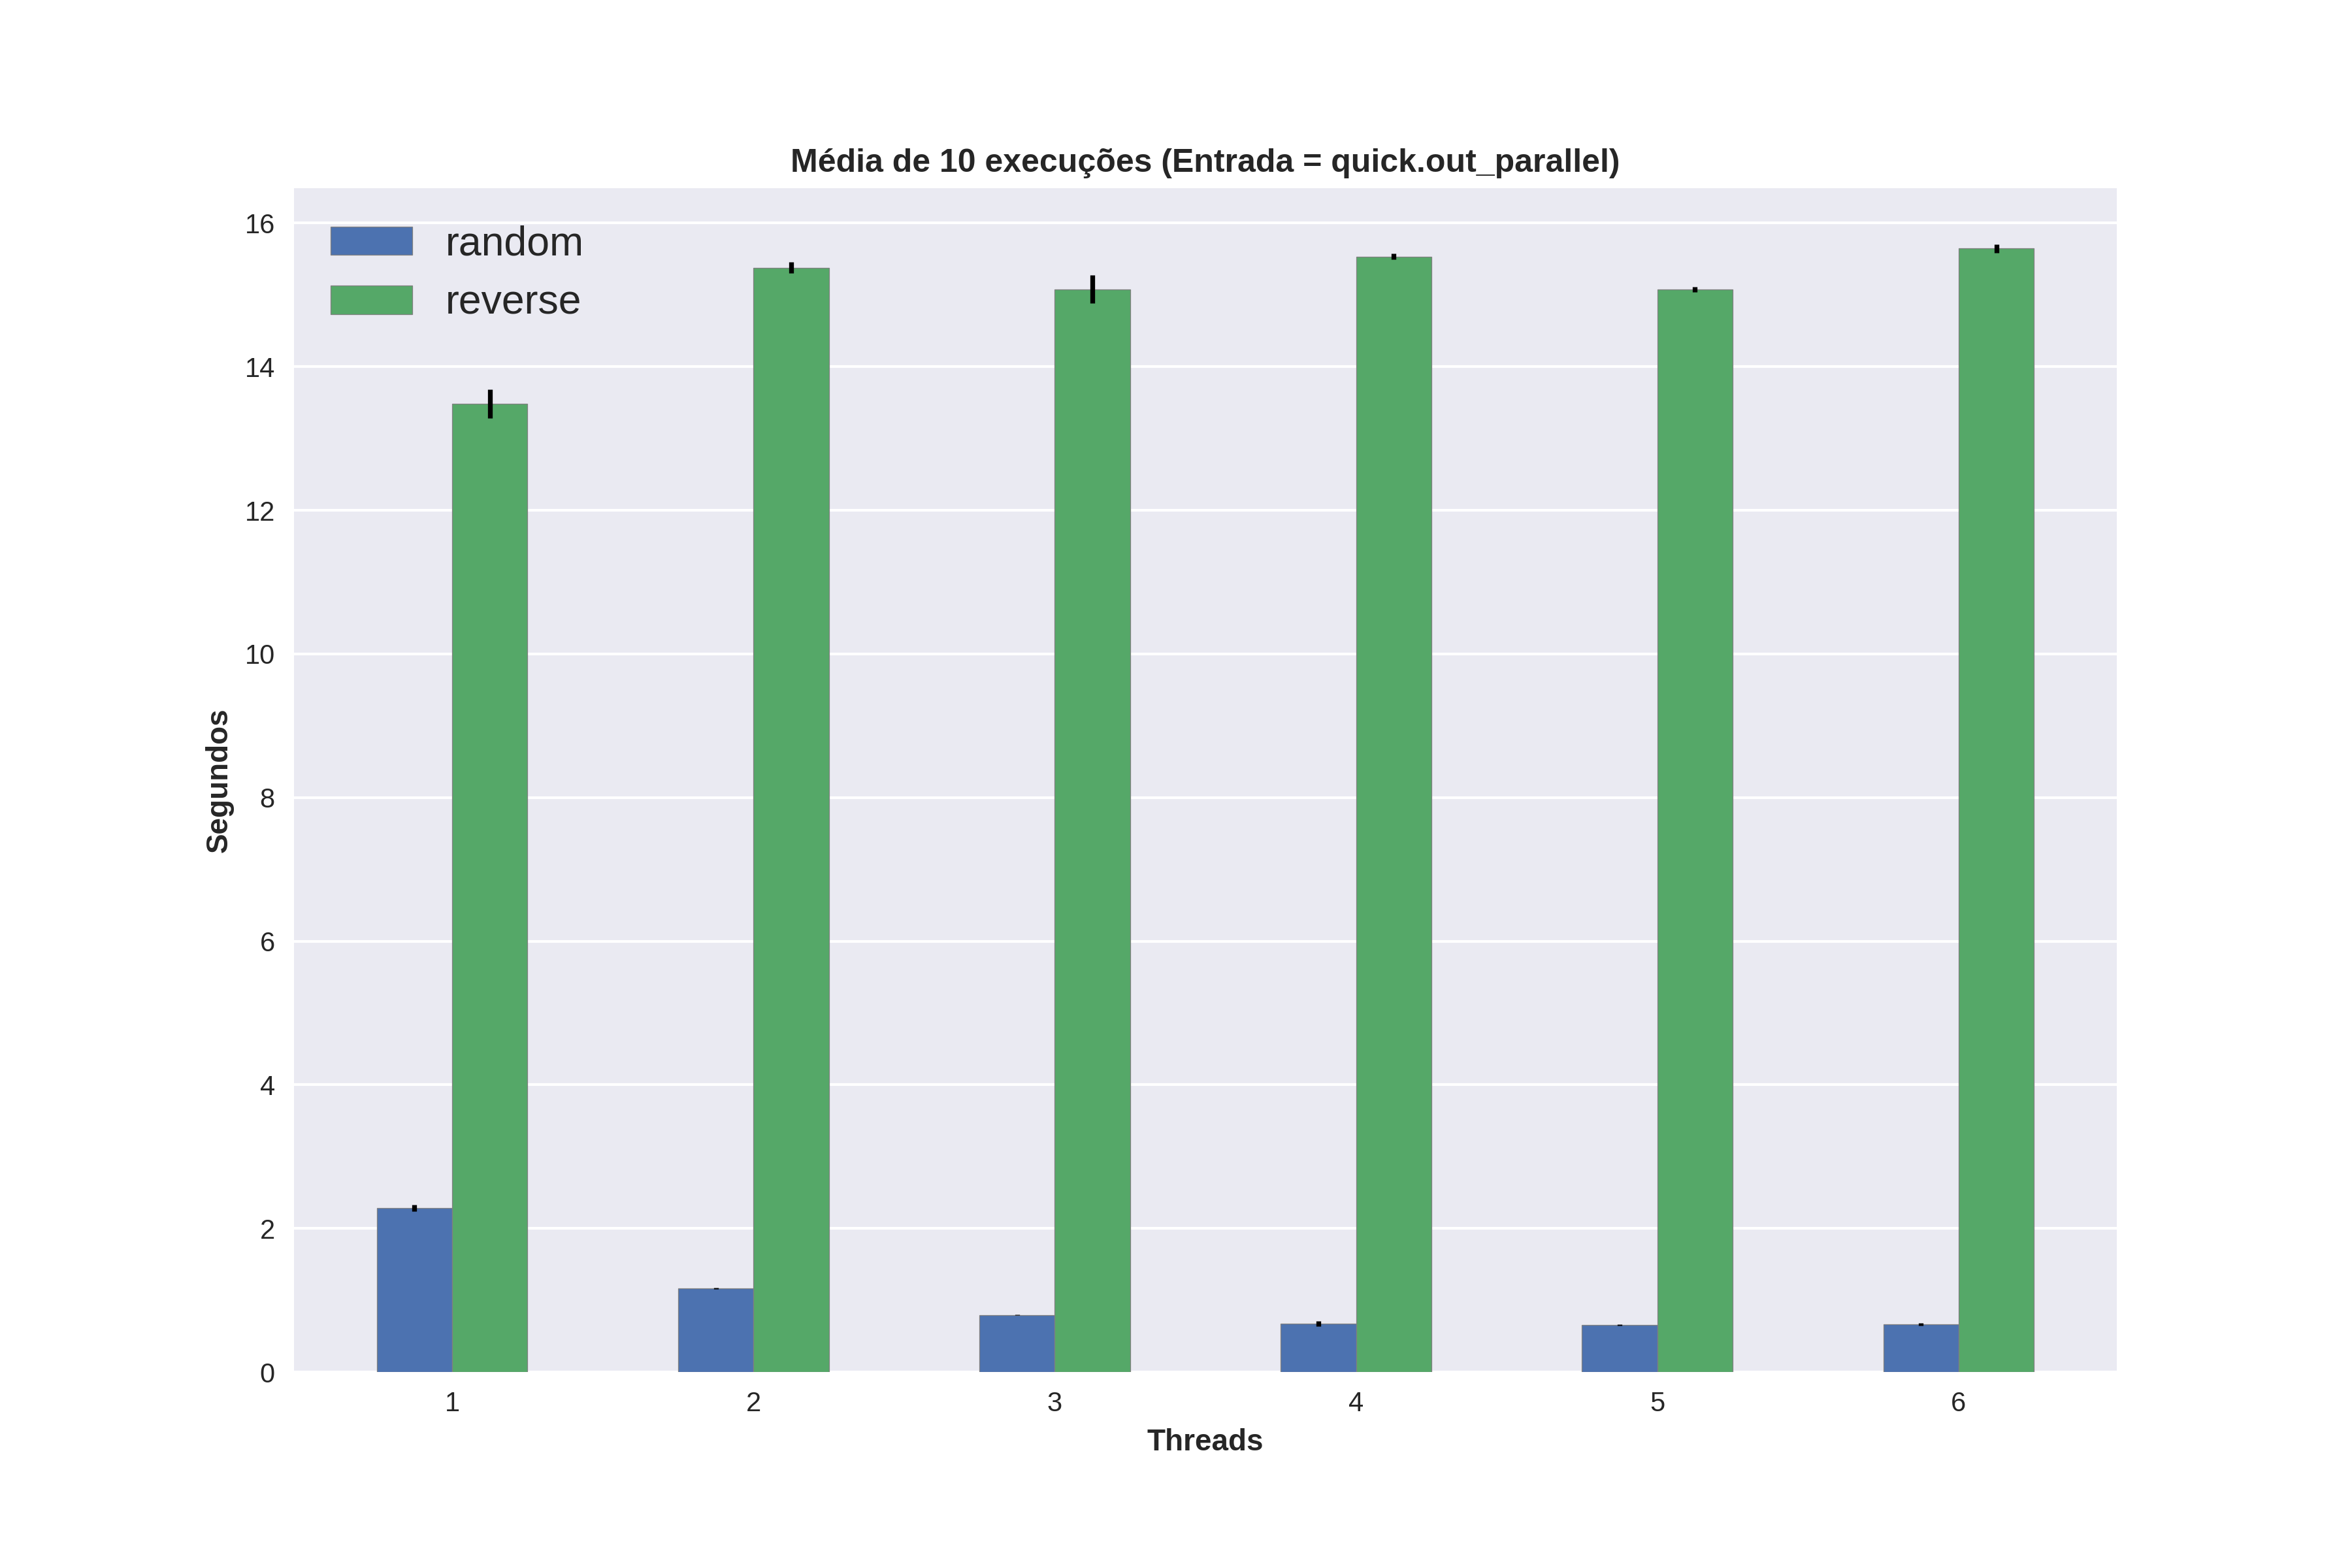 Média de 10 execuções (Entrada = quick.out_parallel)
16
14
12
10
8
6
4
2
0
Segundos
random
reverse
1 2 3 4 5 6
Threads